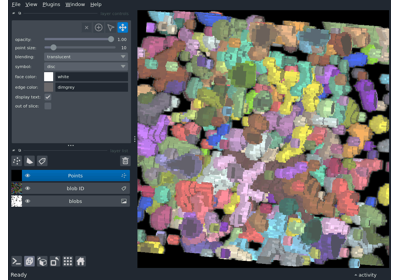 File View Plugins Window Help
opacity: 1.00
point size: 10
blending: translucent
symbol: disc
face color: white
edge color: dimgrey
display text:
out of slice:
Points
blob ID
blobs
Ready
activity